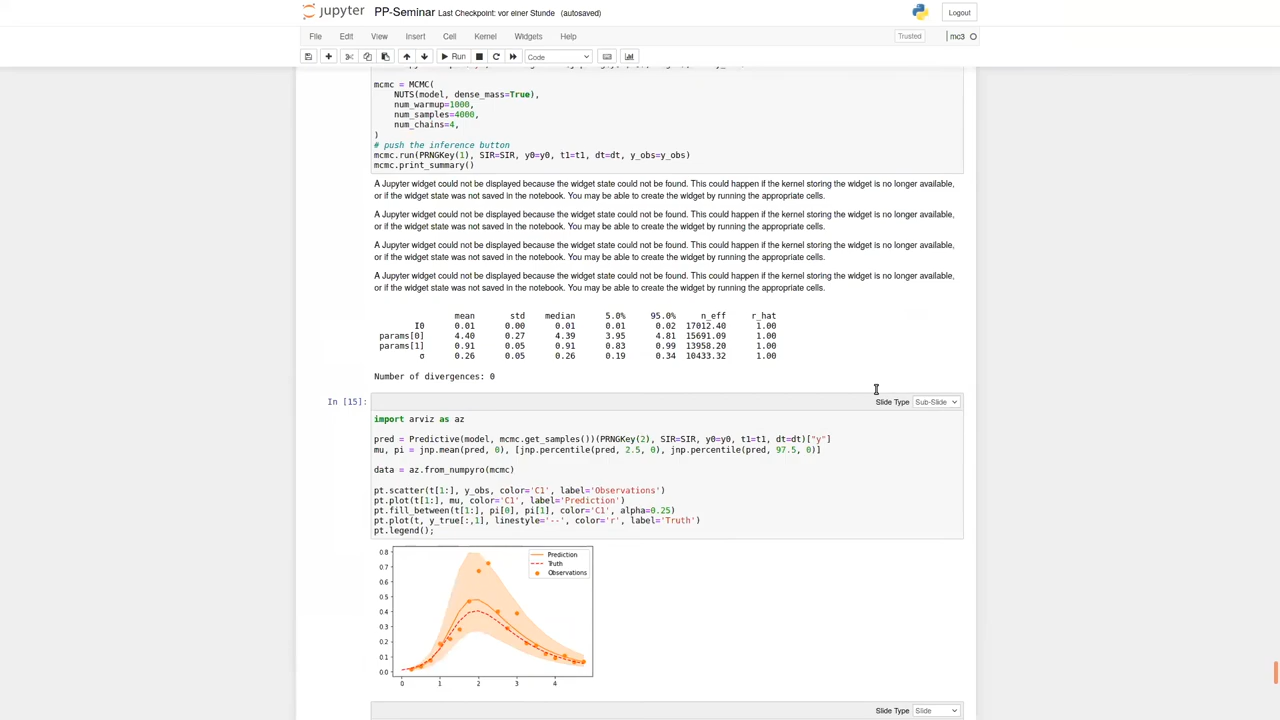 jupyter PP-Seminar Last Checkpoint: vor einer Stunde (autosaved) Logout
File Edit View Insert Cell Kernel Widgets Help Trusted mc3
Run Code
mcmc = MCMC(
NUTS(model, dense_mass=True),
num_warmup=1000,
num_samples=4000,
num_chains=4,
)
# push the inference button
mcmc.run(PRNGKey(1), SIR=SIR, y0=y0, t1=t1, dt=dt, y_obs=y_obs)
mcmc.print_summary()
A Jupyter widget could not be displayed because the widget state could not be found. This could happen if the kernel storing the widget is no longer available,
or if the widget state was not saved in the notebook. You may be able to create the widget by running the appropriate cells.
A Jupyter widget could not be displayed because the widget state could not be found. This could happen if the kernel storing the widget is no longer available,
or if the widget state was not saved in the notebook. You may be able to create the widget by running the appropriate cells.
A Jupyter widget could not be displayed because the widget state could not be found. This could happen if the kernel storing the widget is no longer available,
or if the widget state was not saved in the notebook. You may be able to create the widget by running the appropriate cells.
A Jupyter widget could not be displayed because the widget state could not be found. This could happen if the kernel storing the widget is no longer available,
or if the widget state was not saved in the notebook. You may be able to create the widget by running the appropriate cells.
mean std median 5.0% 95.0% n_eff r_hat
I0 0.01 0.00 0.01 0.01 0.02 17012.40 1.00
params[0] 4.40 0.27 4.39 3.95 4.81 15691.09 1.00
params[1] 0.91 0.05 0.91 0.83 0.99 13958.20 1.00
σ 0.26 0.05 0.26 0.19 0.34 10433.32 1.00
Number of divergences: 0
In [15]: Slide Type Sub-Slide
import arviz as az
pred = Predictive(model, mcmc.get_samples())(PRNGKey(2), SIR=SIR, y0=y0, t1=t1, dt=dt)["y"]
mu, pi = jnp.mean(pred, 0), [jnp.percentile(pred, 2.5, 0), jnp.percentile(pred, 97.5, 0)]
data = az.from_numpyro(mcmc)
pt.scatter(t[1:], y_obs, color='C1', label='Observations')
pt.plot(t[1:], mu, color='C1', label='Prediction')
pt.fill_between(t[1:], pi[0], pi[1], color='C1', alpha=0.25)
pt.plot(t, y_true[:,1], linestyle='--', color='r', label='Truth')
pt.legend();
0.8
0.7
0.6
0.5
0.4
0.3
0.2
0.1
0.0
Prediction
Truth
Observations
0 1 2 3 4
Slide Type Slide